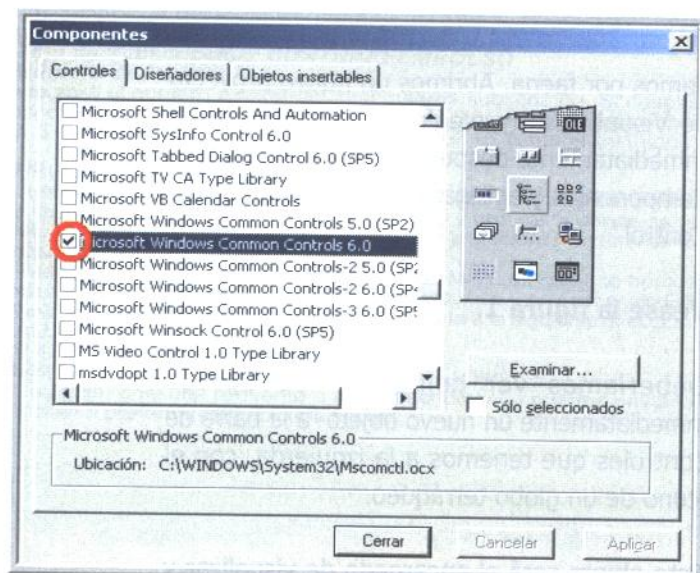 Componentes
Controles Diseñadores Objetos insertables
Microsoft Shell Controls And Automation
Microsoft SysInfo Control 6.0
Microsoft Tabbed Dialog Control 6.0 (SP5)
Microsoft TV CA Type Library
Microsoft VB Calendar Controls
Microsoft Windows Common Controls 5.0 (SP2)
Microsoft Windows Common Controls 6.0
Microsoft Windows Common Controls-2 5.0 (SP2
Microsoft Windows Common Controls-2 6.0 (SP4
Microsoft Windows Common Controls-3 6.0 (SP5
Microsoft Winsock Control 6.0 (SP5)
MS Video Control 1.0 Type Library
msdvdopt 1.0 Type Library
OLE
Examinar...
Sólo seleccionados
Microsoft Windows Common Controls 6.0
Ubicación: C:\WINDOWS\System32\Mscomctl.ocx
Cerrar Cancelar Aplicar